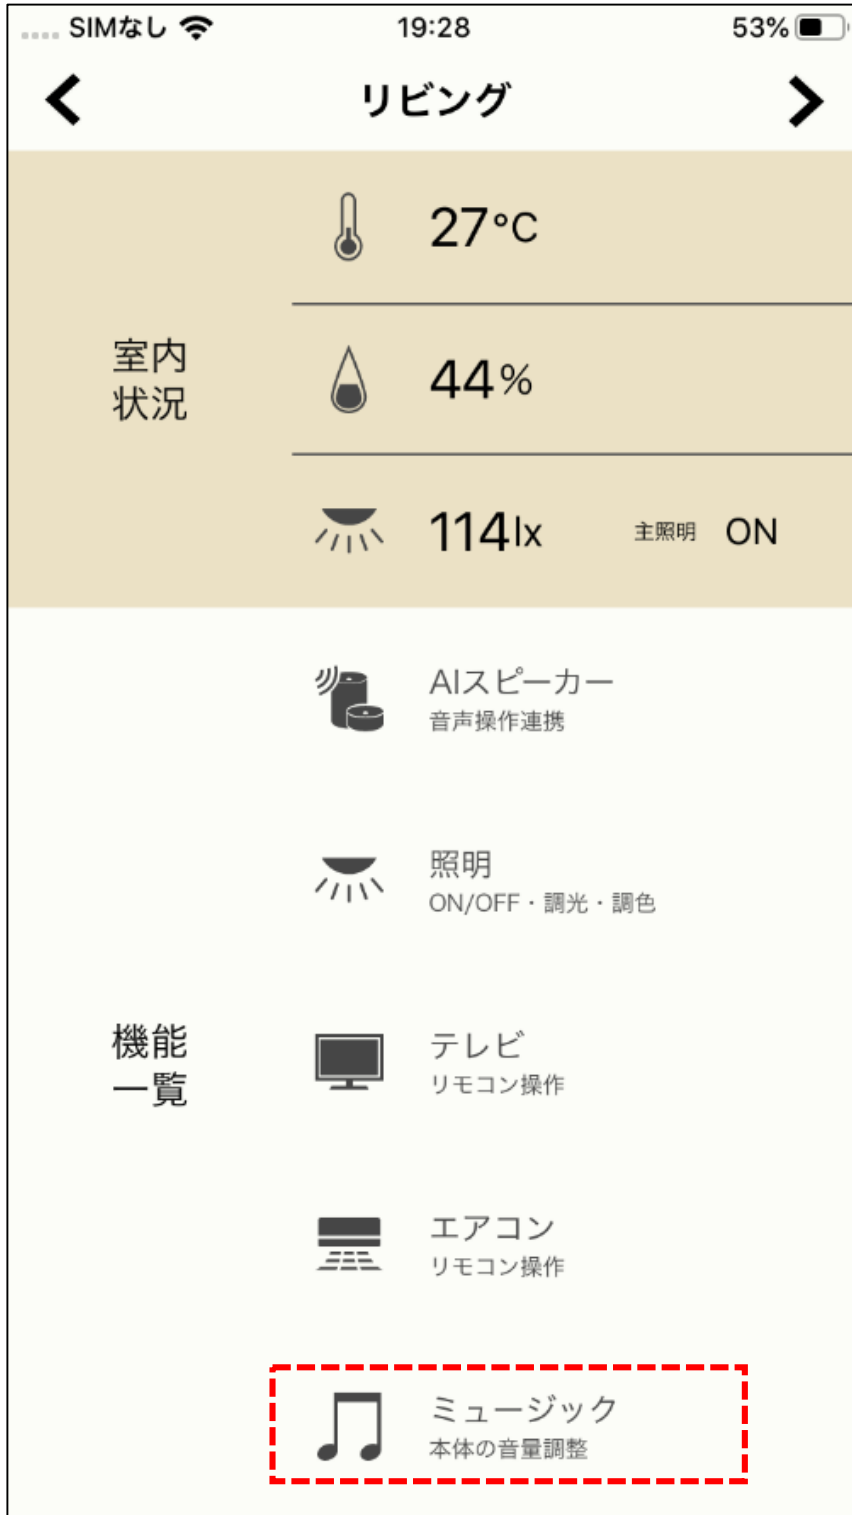 SIMなし 19:28 53%
リビング
27°C
室内
状況
44%
114lx 主照明 ON
AIスピーカー
音声操作連携
照明
ON/OFF・調光・調色
機能
一覧
テレビ
リモコン操作
エアコン
リモコン操作
ミュージック
本体の音量調整